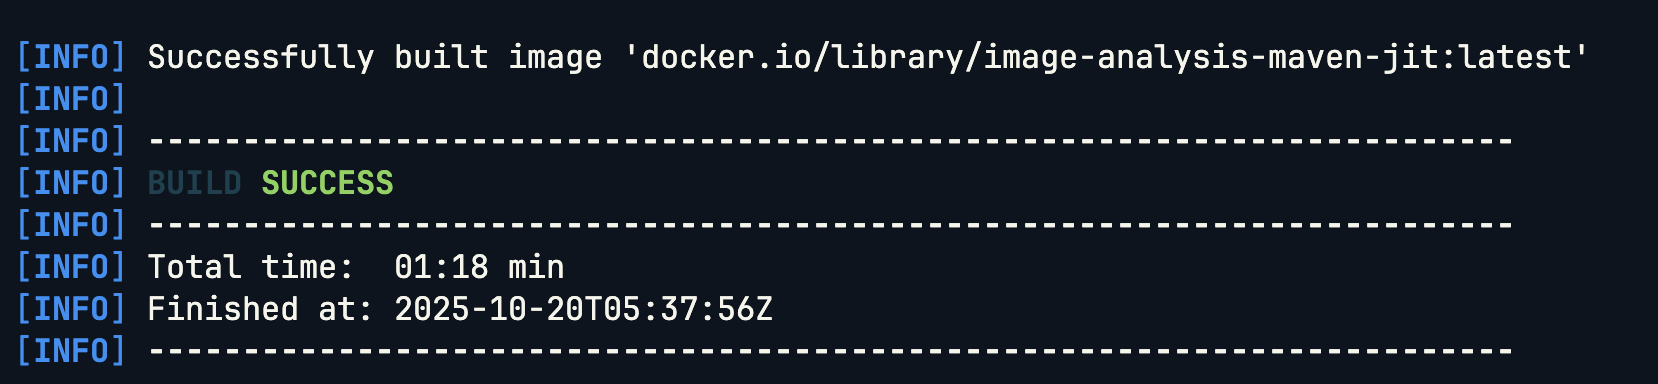 [INFO] Successfully built image 'docker.io/library/image-analysis-maven-jit:latest'
[INFO]
[INFO] ------------------------------------------------------------------------
[INFO] BUILD SUCCESS
[INFO] ------------------------------------------------------------------------
[INFO] Total time:  01:18 min
[INFO] Finished at: 2025-10-20T05:37:56Z
[INFO] ------------------------------------------------------------------------